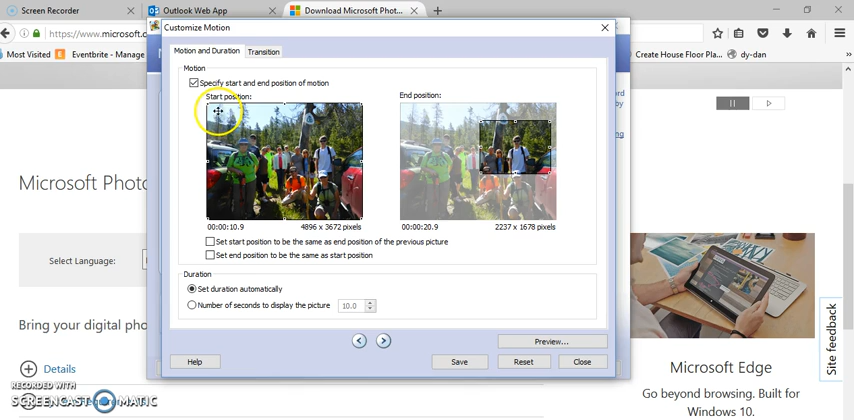 Screen Recorder
Outlook Web App
Download Microsoft Phot...
https://www.microsoft.c
Search
Most Visited
Eventbrite - Manage
Create House Floor Pla...
dy-dan
Customize Motion
Motion and Duration
Transition
Motion
Specify start and end position of motion
Start position:
End position:
00:00:10.9
4896 x 3672 pixels
00:00:20.9
2237 x 1678 pixels
Set start position to be the same as end position of the previous picture
Set end position to be the same as start position
Duration
Set duration automatically
Number of seconds to display the picture
10.0
Preview...
Help
Save
Reset
Close
Microsoft Phot
Select Language:
Bring your digital pho
Details
RECORDED WITH
SCREENCAST MATIC
ord
by
ng
Microsoft Edge
Go beyond browsing. Built for
Windows 10.
Site feedback